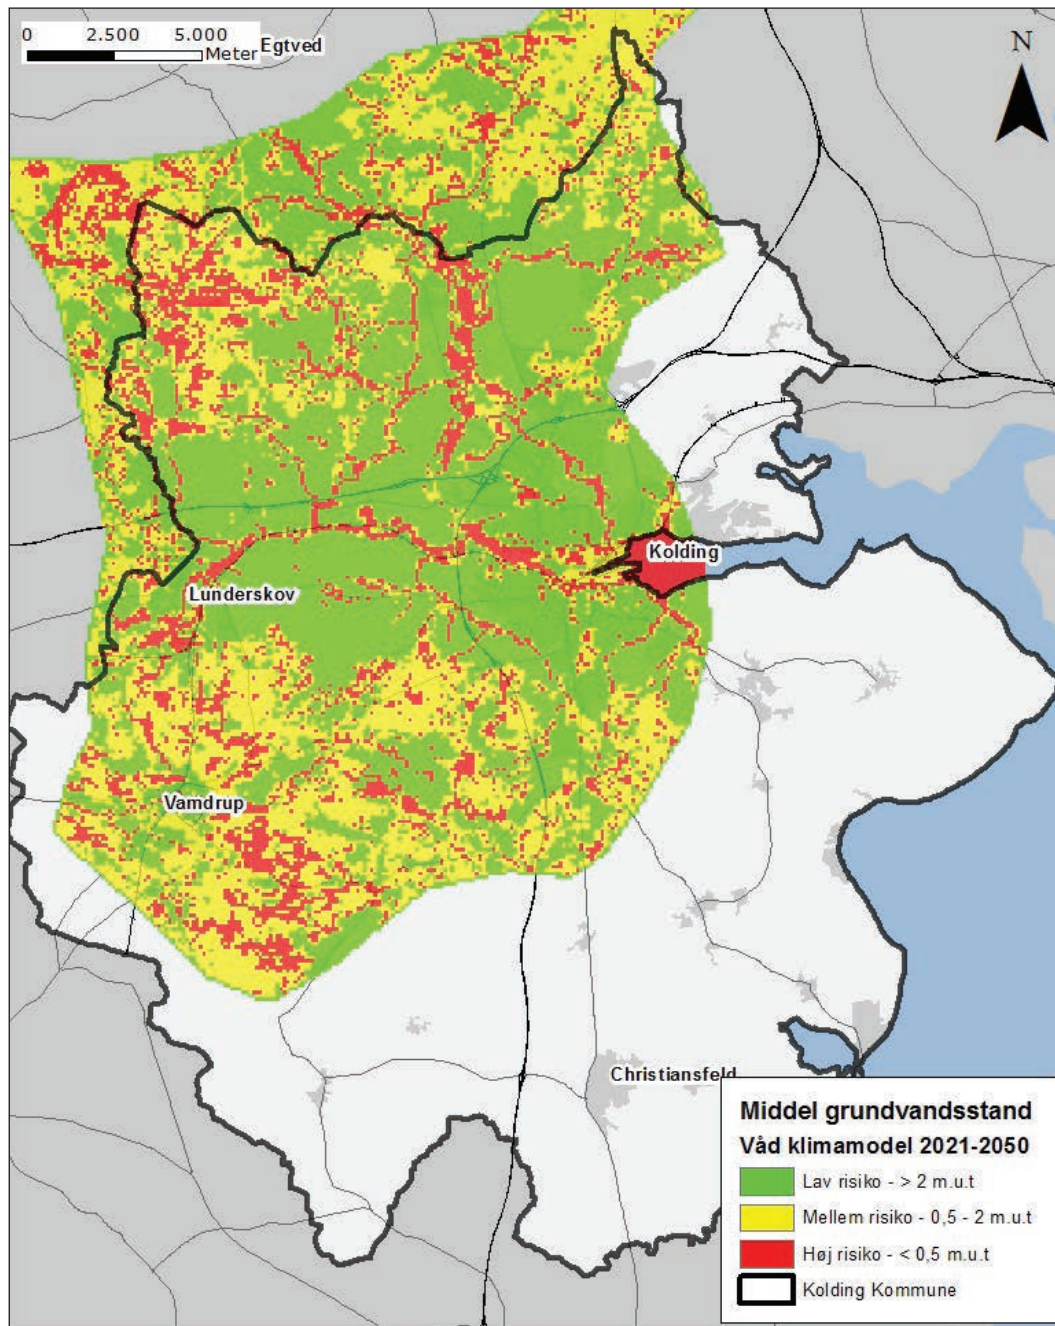 0 2.500 5.000
Meter
Egtved
N
Kolding
Lunderskov
Vamdrup
Christiansfeld
Middel grundvandsstand
Våd klimamodel 2021-2050
Lav risiko - > 2 m.u.t
Mellem risiko - 0,5 - 2 m.u.t
Høj risiko - < 0,5 m.u.t
Kolding Kommune